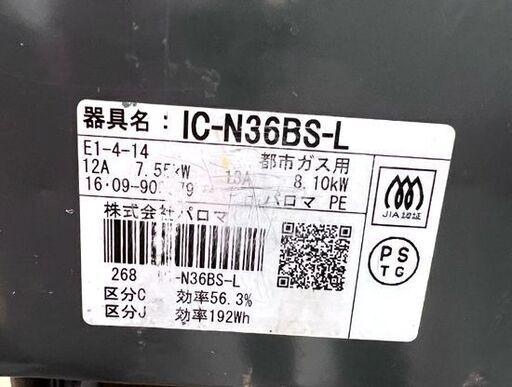 器具名：IC-N36BS-L
E1-4-14
都市ガス用
12A 7.55kW 13A 8.10kW
パロマ PE
株式会社パロマ
268
-N36BS-L
区分C 効率56.3%
区分J 効率192Wh
JIA認証
PS
TG